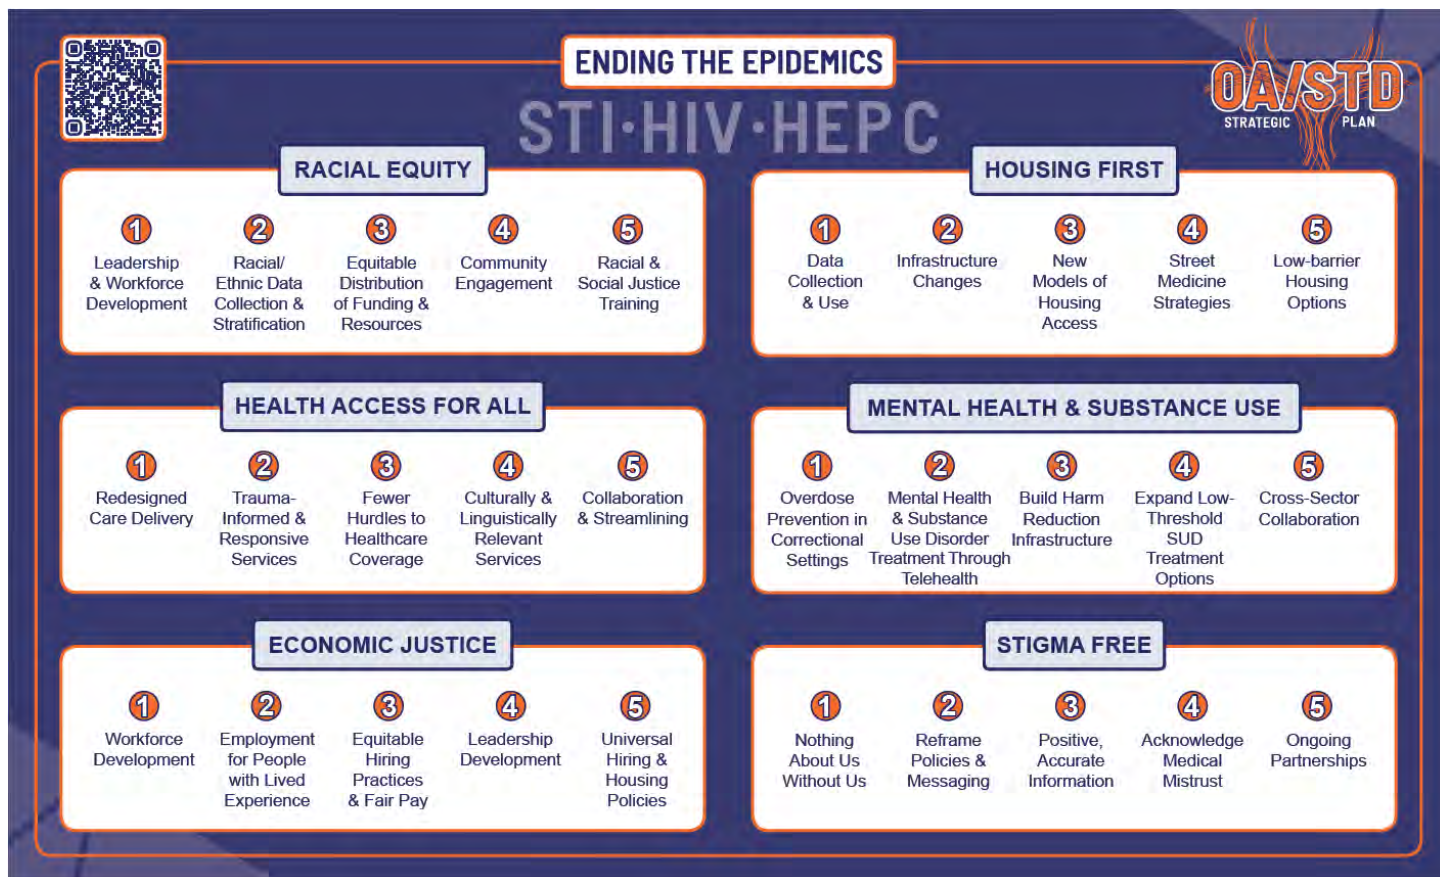 ENDING THE EPIDEMICS
STI·HIV·HEP C
OA/STD
STRATEGIC PLAN
RACIAL EQUITY
1
Leadership
& Workforce
Development
2
Racial/
Ethnic Data
Collection &
Stratification
3
Equitable
Distribution
of Funding &
Resources
4
Community
Engagement
5
Racial &
Social Justice
Training
HOUSING FIRST
1
Data
Collection
& Use
2
Infrastructure
Changes
3
New
Models of
Housing
Access
4
Street
Medicine
Strategies
5
Low-barrier
Housing
Options
HEALTH ACCESS FOR ALL
1
Redesigned
Care Delivery
2
Trauma-
Informed &
Responsive
Services
3
Fewer
Hurdles to
Healthcare
Coverage
4
Culturally &
Linguistically
Relevant
Services
5
Collaboration
& Streamlining
MENTAL HEALTH & SUBSTANCE USE
1
Overdose
Prevention in
Correctional
Settings
2
Mental Health
& Substance
Use Disorder
Treatment Through
Telehealth
3
Build Harm
Reduction
Infrastructure
4
Expand Low-
Threshold
SUD
Treatment
Options
5
Cross-Sector
Collaboration
ECONOMIC JUSTICE
1
Workforce
Development
2
Employment
for People
with Lived
Experience
3
Equitable
Hiring
Practices
& Fair Pay
4
Leadership
Development
5
Universal
Hiring &
Housing
Policies
STIGMA FREE
1
Nothing
About Us
Without Us
2
Reframe
Policies &
Messaging
3
Positive,
Accurate
Information
4
Acknowledge
Medical
Mistrust
5
Ongoing
Partnerships